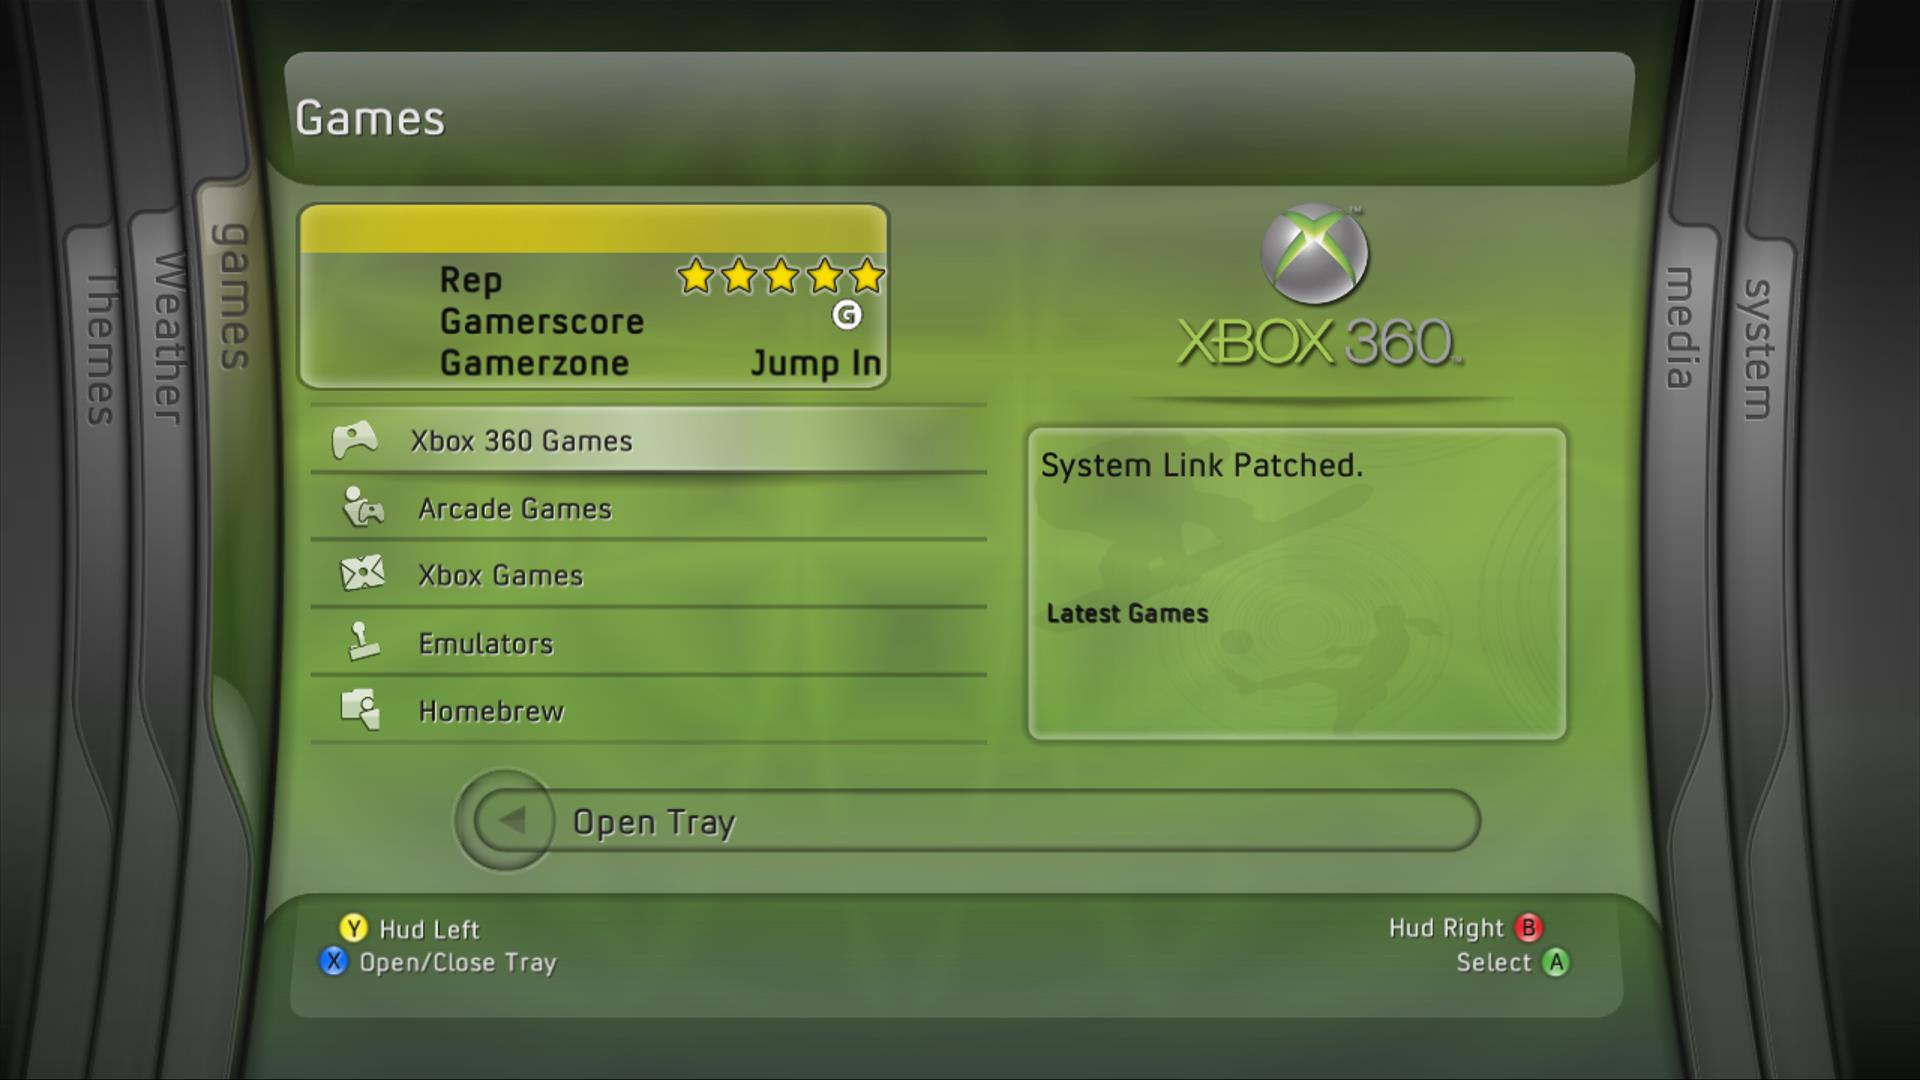 Games
Themes
Weather
games
Rep
Gamerscore G
Gamerzone Jump In
Xbox 360 Games
Arcade Games
Xbox Games
Emulators
Homebrew
XBOX 360™
System Link Patched.
Latest Games
media
system
Open Tray
Y Hud Left
X Open/Close Tray
Hud Right B
Select A